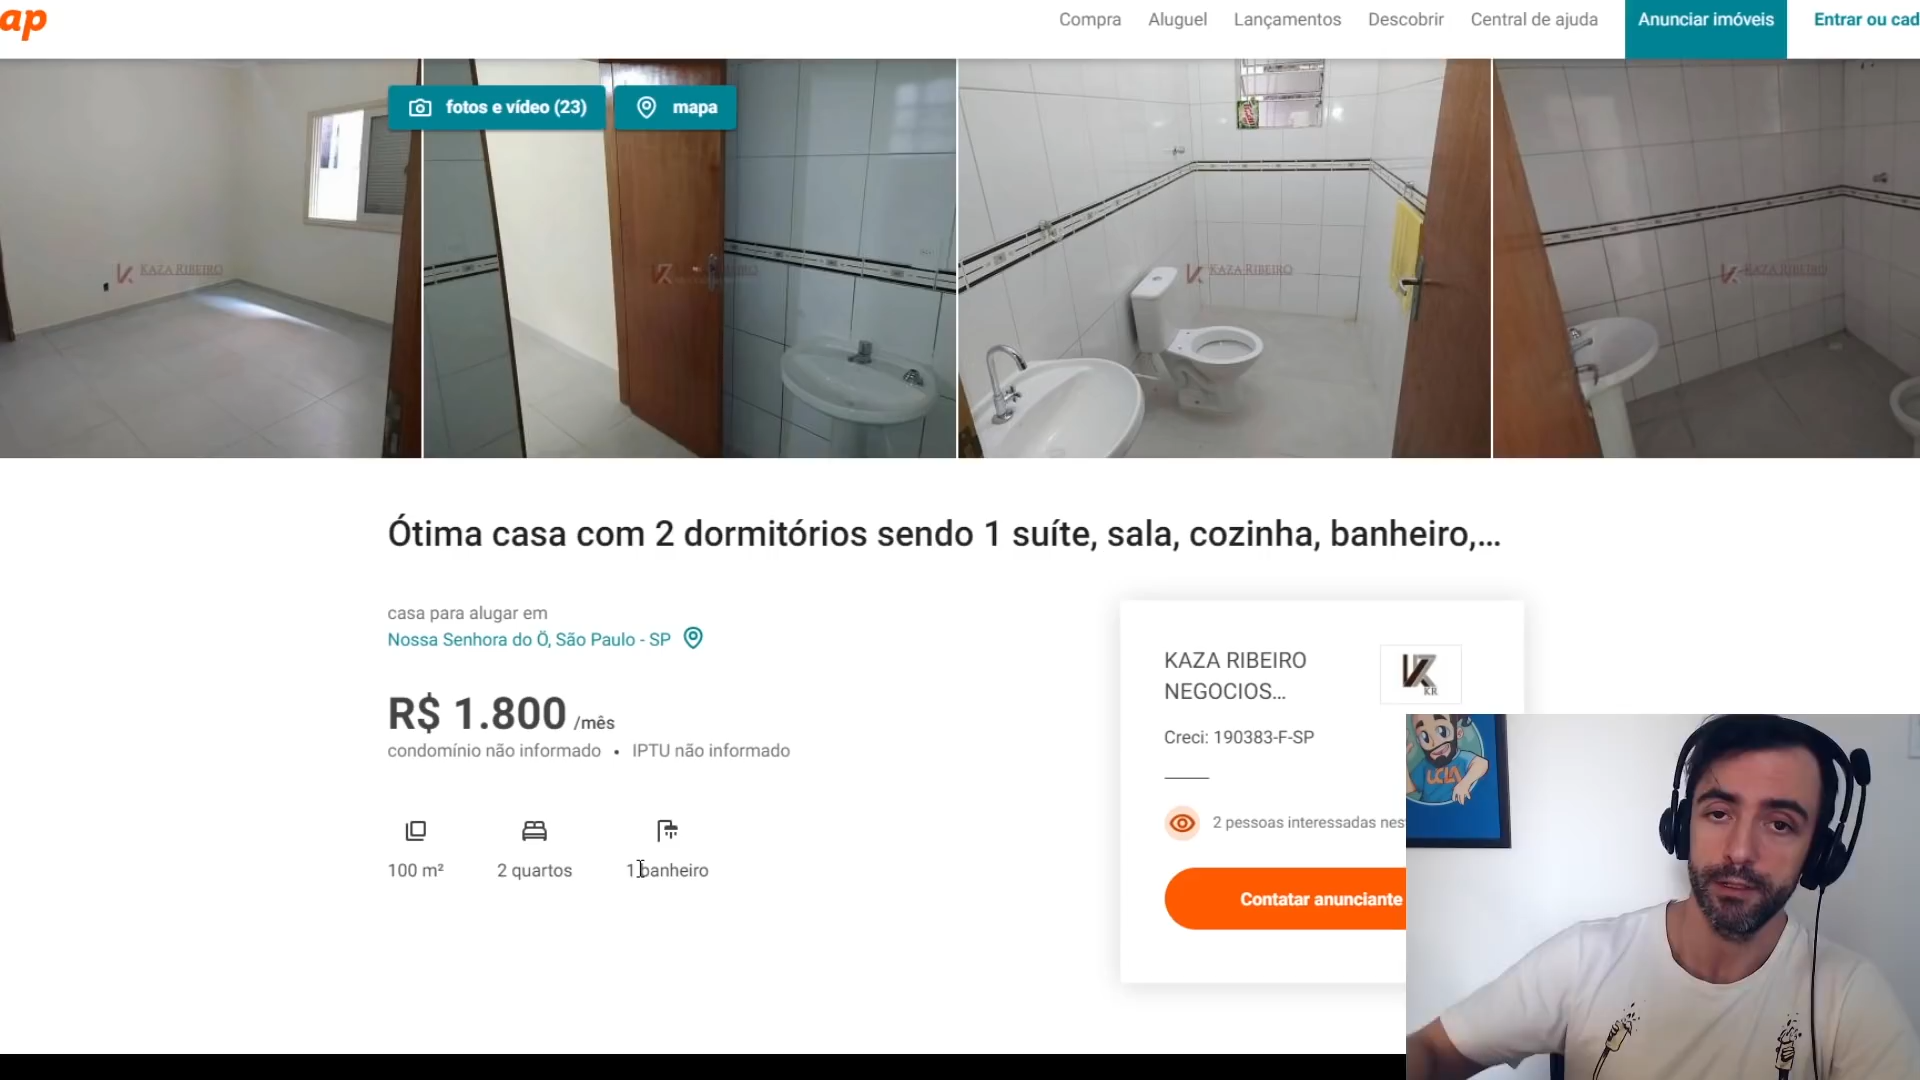 ap
Compra Aluguel Lançamentos Descobrir Central de ajuda Anunciar imóveis Entrar ou cad
fotos e vídeo (23) mapa
KAZA RIBEIRO
KAZA RIBEIRO
KAZA RIBEIRO
Ótima casa com 2 dormitórios sendo 1 suíte, sala, cozinha, banheiro,...
casa para alugar em
Nossa Senhora do Ö, São Paulo - SP
R$ 1.800 /mês
condomínio não informado • IPTU não informado
100 m² 2 quartos 1 banheiro
KAZA RIBEIRO
NEGOCIOS...
KR
Creci: 190383-F-SP
2 pessoas interessadas nes
Contatar anunciante
UCLA